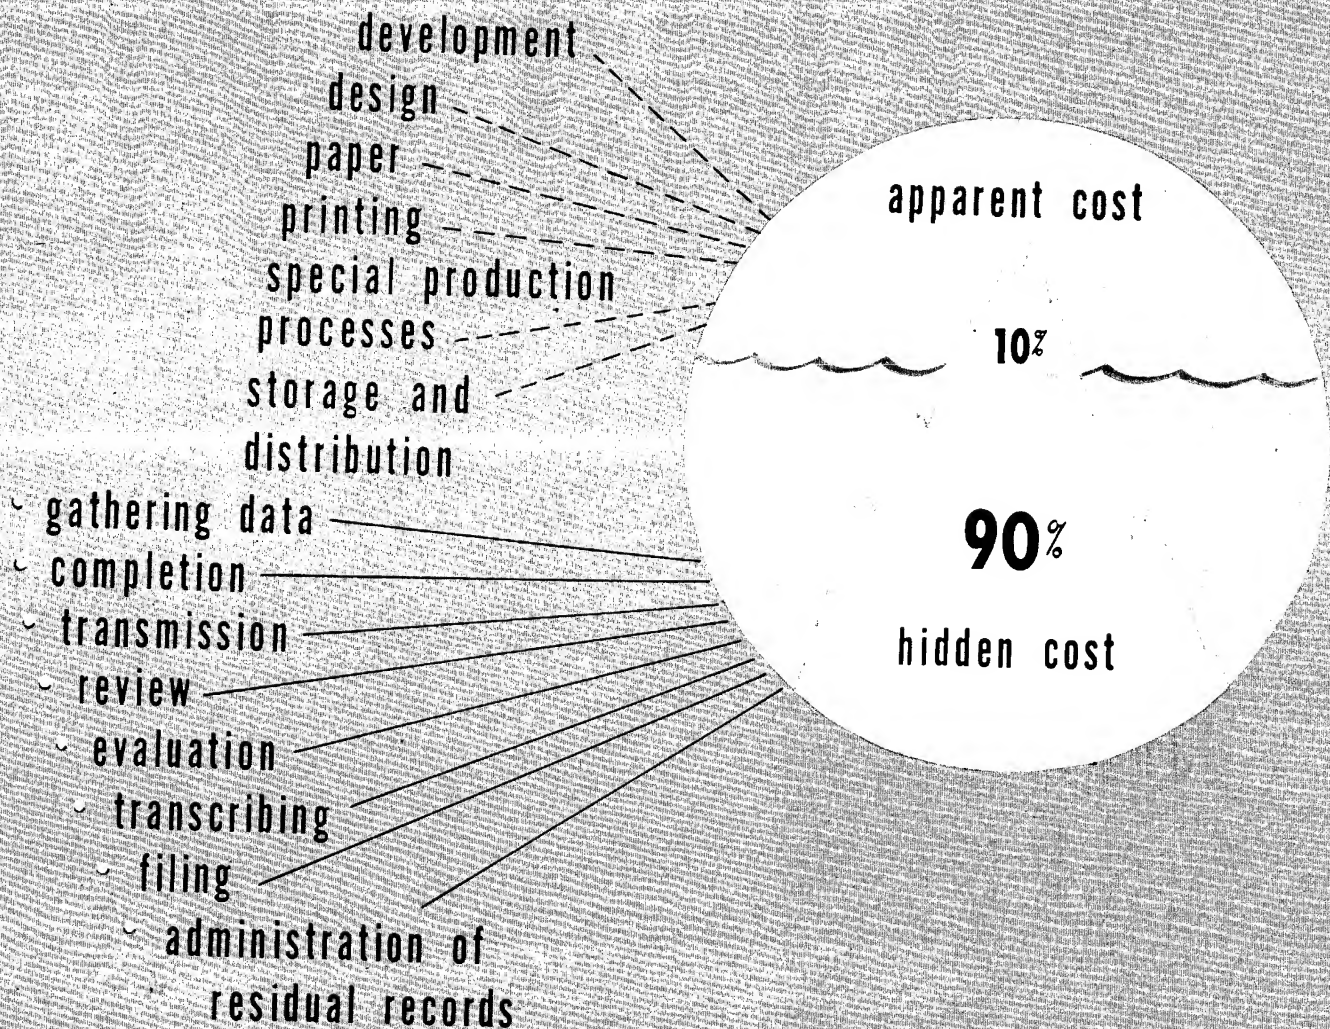 development
design
paper
printing
special production
processes
storage and
distribution
gathering data
completion
transmission
review
evaluation
transcribing
filing
administration of
residual records
apparent cost
10%
90%
hidden cost